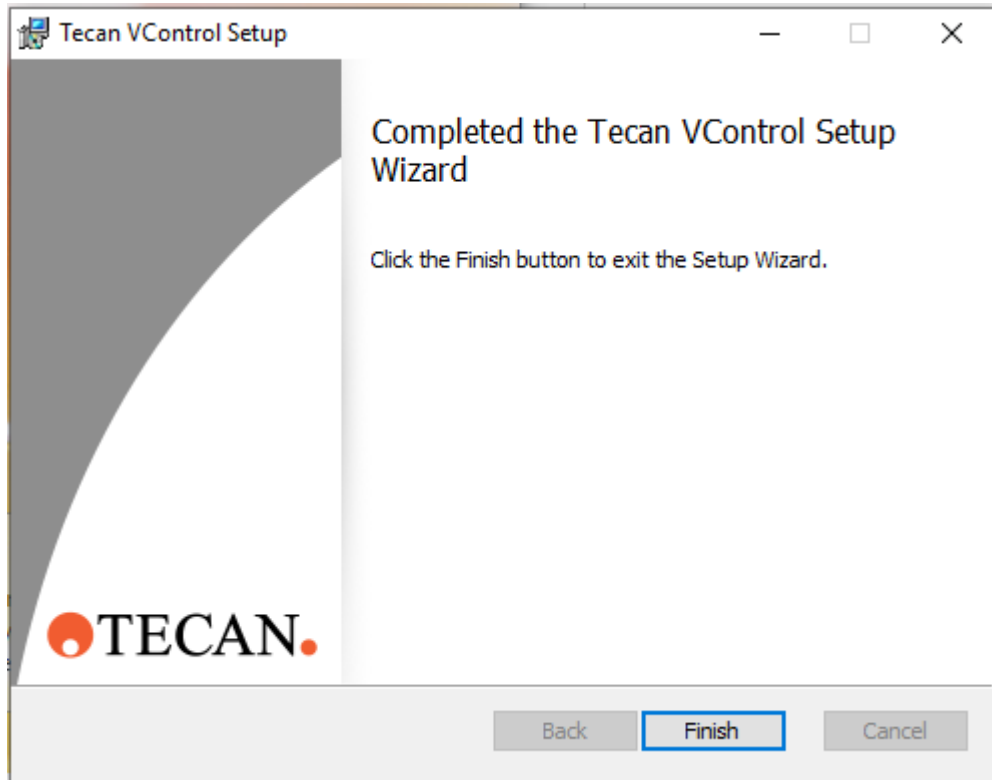 Tecan VControl Setup
Completed the Tecan VControl Setup
Wizard
Click the Finish button to exit the Setup Wizard.
TECAN.
Back
Finish
Cancel